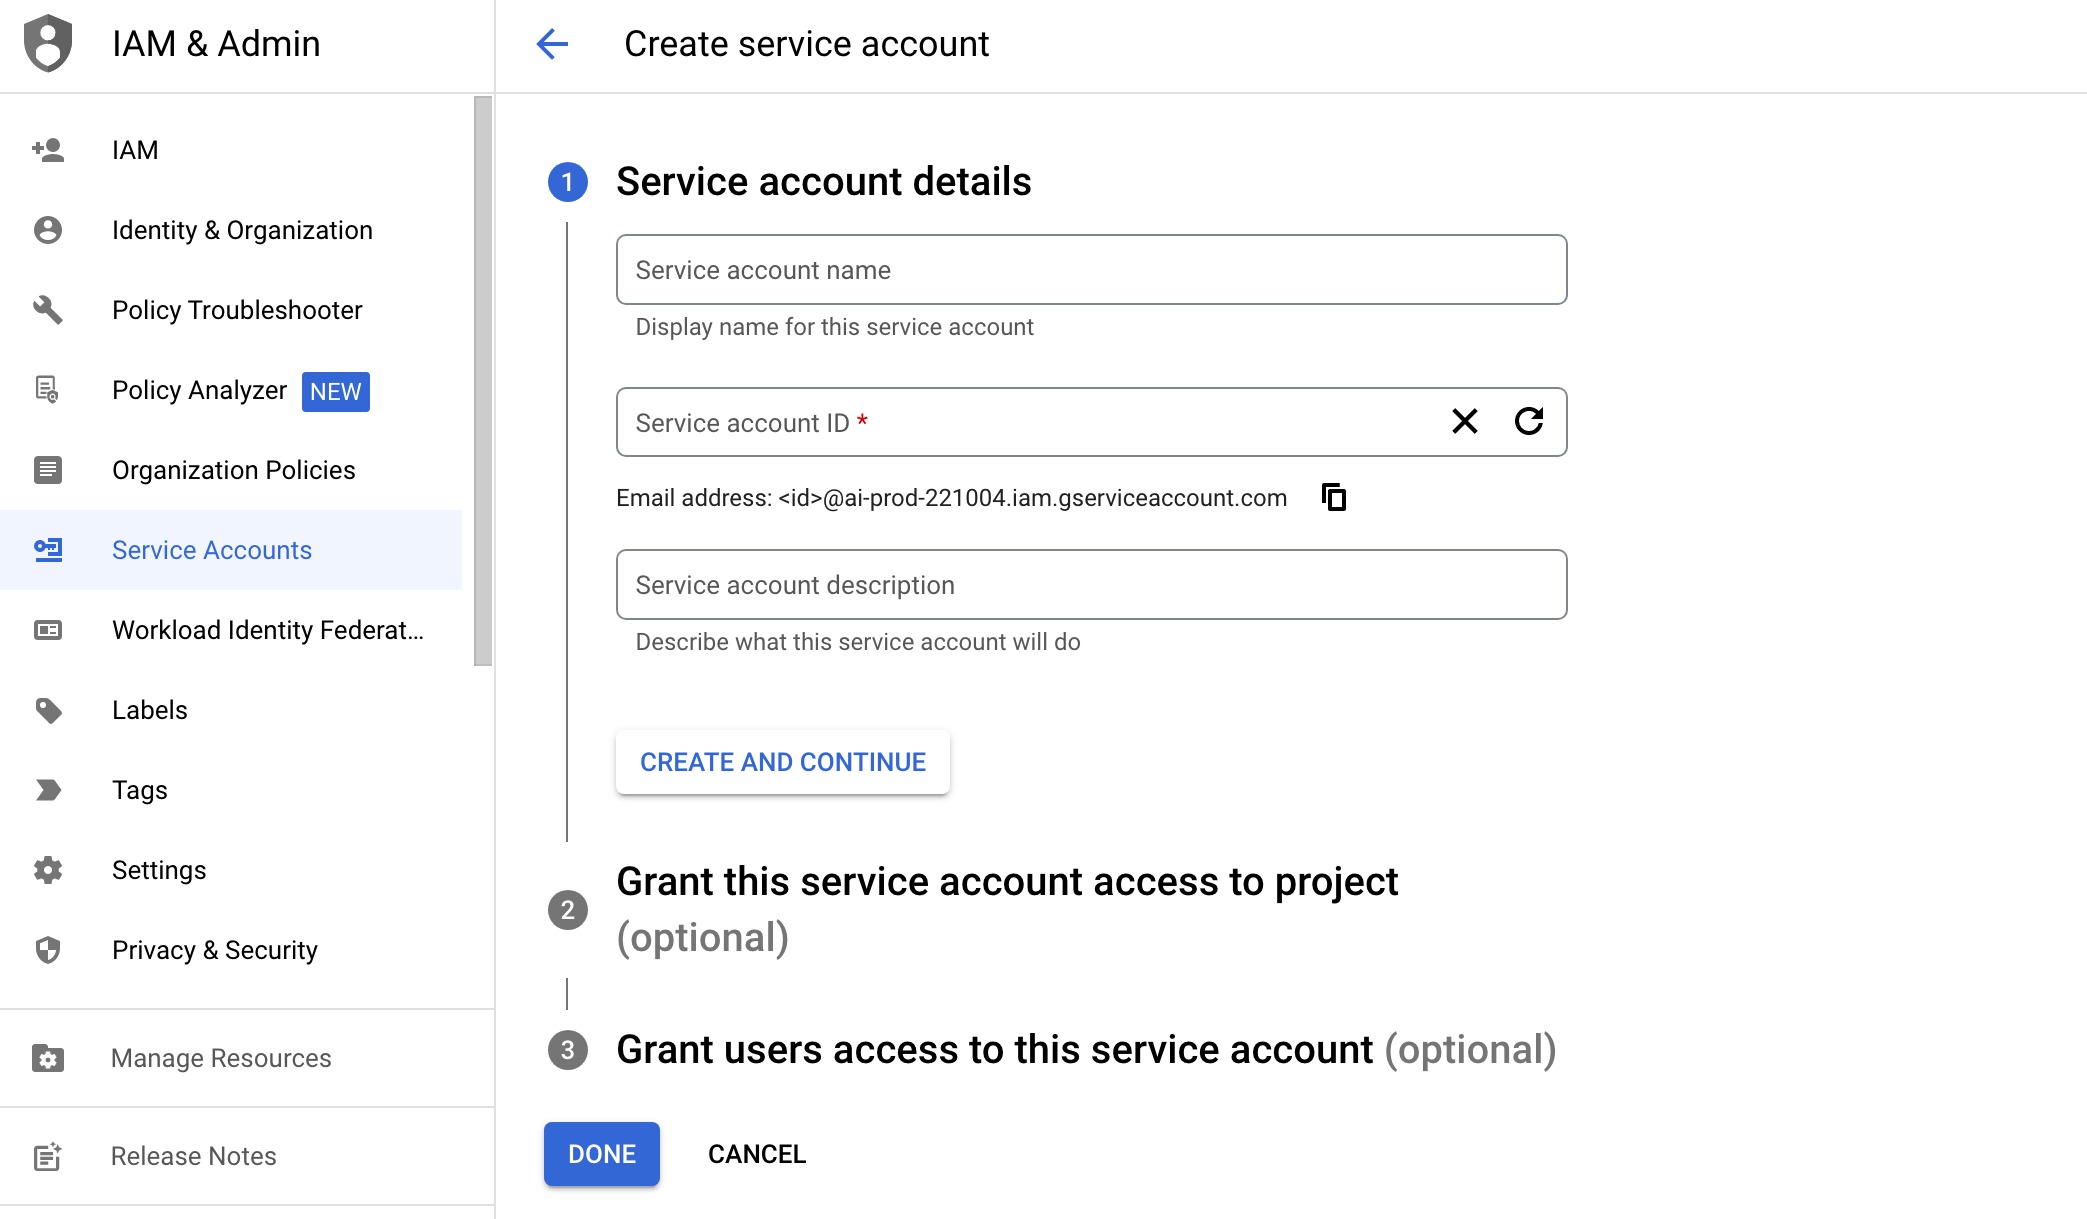 IAM & Admin
Create service account
IAM
Identity & Organization
Policy Troubleshooter
Policy Analyzer NEW
Organization Policies
Service Accounts
Workload Identity Federat...
Labels
Tags
Settings
Privacy & Security
Manage Resources
Release Notes
1 Service account details
Service account name
Display name for this service account
Service account ID *
Email address: <id>@ai-prod-221004.iam.gserviceaccount.com
Service account description
Describe what this service account will do
CREATE AND CONTINUE
2 Grant this service account access to project
(optional)
3 Grant users access to this service account (optional)
DONE CANCEL